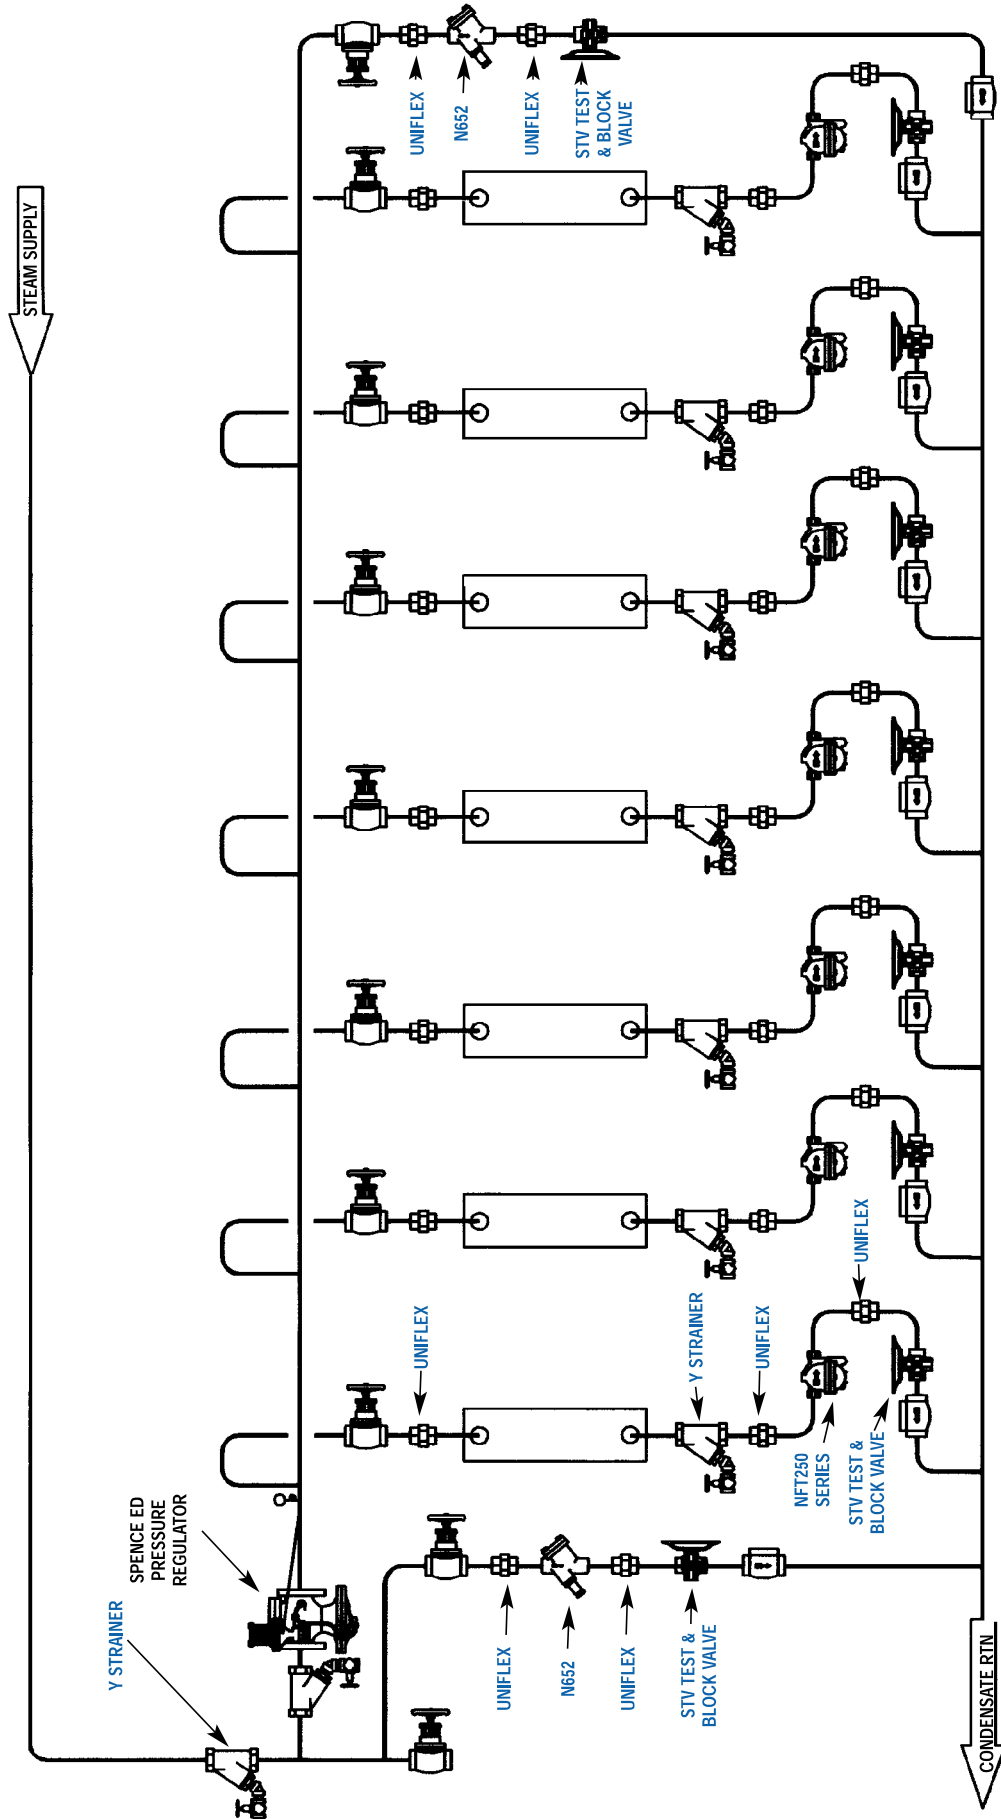 STEAM SUPPLY
UNIFLEX
N652
UNIFLEX
STV TEST
& BLOCK
VALVE
UNIFLEX
Y STRAINER
UNIFLEX
UNIFLEX
NFT250
SERIES
STV TEST &
BLOCK VALVE
Y STRAINER
SPENCE ED
PRESSURE
REGULATOR
UNIFLEX
N652
UNIFLEX
STV TEST &
BLOCK VALVE
CONDENSATE RTN